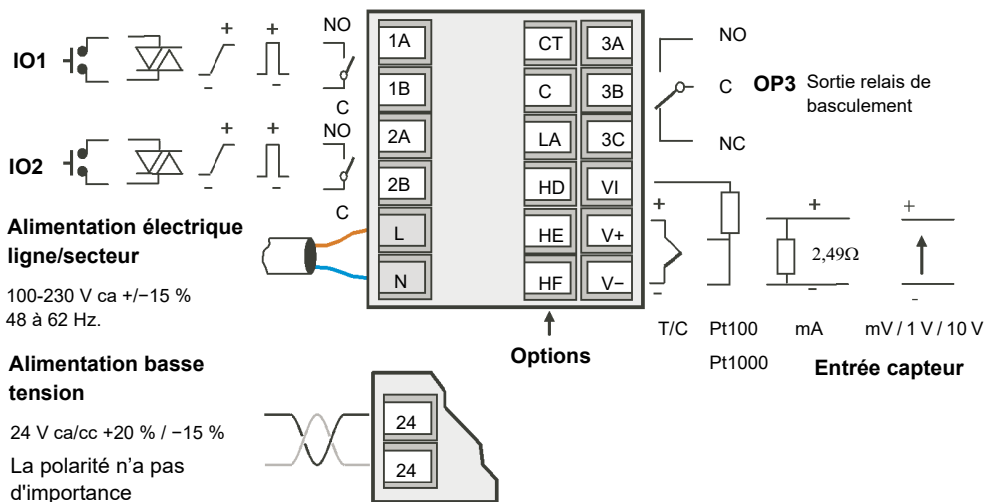 IO1
+
−
+
−
NO
C
1A
1B
IO2
+
−
+
−
NO
C
2A
2B
Alimentation électrique
ligne/secteur
100-230 V ca +/−15 %
48 à 62 Hz.
L
N
CT
C
LA
HD
HE
HF
3A
3B
3C
VI
V+
V−
NO
C
NC
OP3 Sortie relais de
basculement
+
−
+
2,49Ω
−
+
-
T/C
Pt100
Pt1000
mA
mV / 1 V / 10 V
Entrée capteur
Options
Alimentation basse
tension
24 V ca/cc +20 % / −15 %
La polarité n’a pas
d'importance
24
24